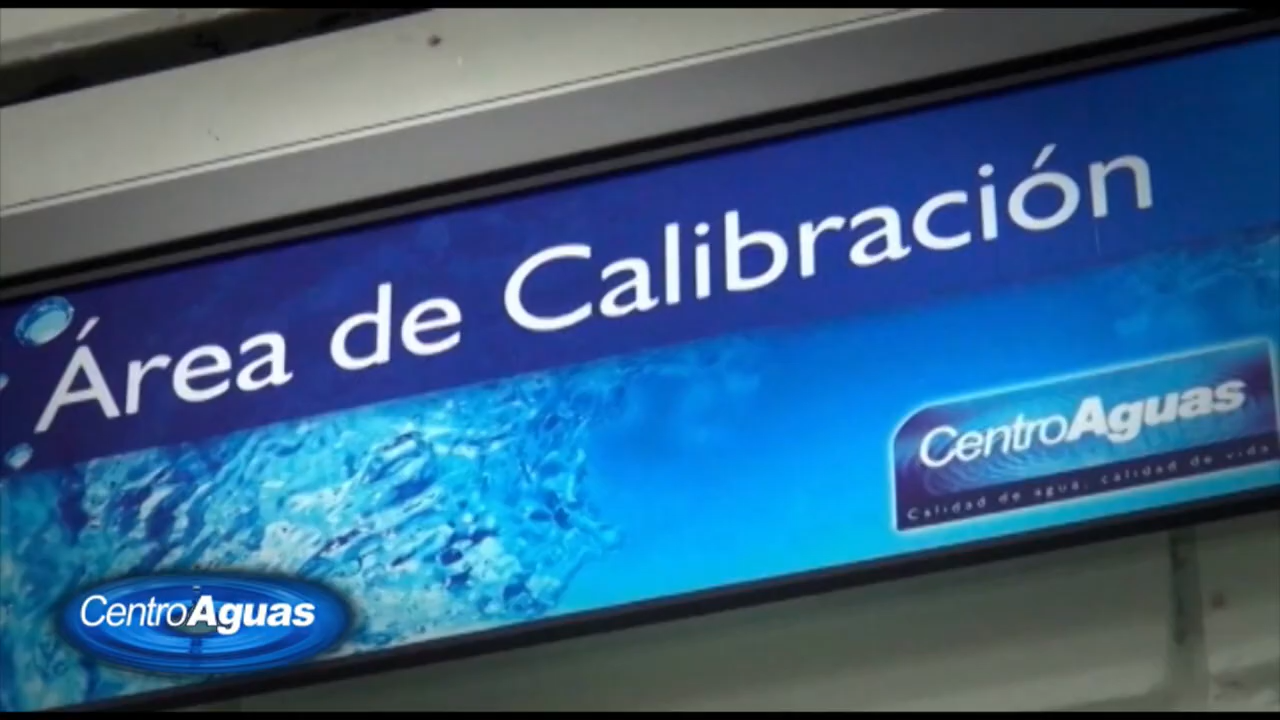 Área de Calibración
CentroAguas
Calidad de agua, calidad de vida
CentroAguas